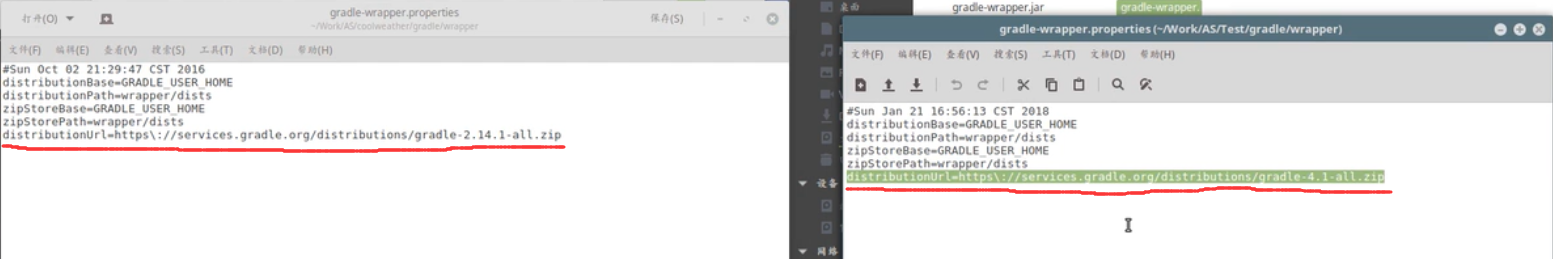 打开(O)
gradle-wrapper.properties
~/Work/AS/coolweather/gradle/wrapper
保存(S)
文件(F) 编辑(E) 查看(V) 搜索(S) 工具(T) 文档(D) 帮助(H)
#Sun Oct 02 21:29:47 CST 2016
distributionBase=GRADLE_USER_HOME
distributionPath=wrapper/dists
zipStoreBase=GRADLE_USER_HOME
zipStorePath=wrapper/dists
distributionUrl=https\://services.gradle.org/distributions/gradle-2.14.1-all.zip
桌面
设备
网络
gradle-wrapper.jar
gradle-wrapper.
gradle-wrapper.properties (~/Work/AS/Test/gradle/wrapper)
文件(F) 编辑(E) 查看(V) 搜索(S) 工具(T) 文档(D) 帮助(H)
#Sun Jan 21 16:56:13 CST 2018
distributionBase=GRADLE_USER_HOME
distributionPath=wrapper/dists
zipStoreBase=GRADLE_USER_HOME
zipStorePath=wrapper/dists
distributionUrl=https\://services.gradle.org/distributions/gradle-4.1-all.zip